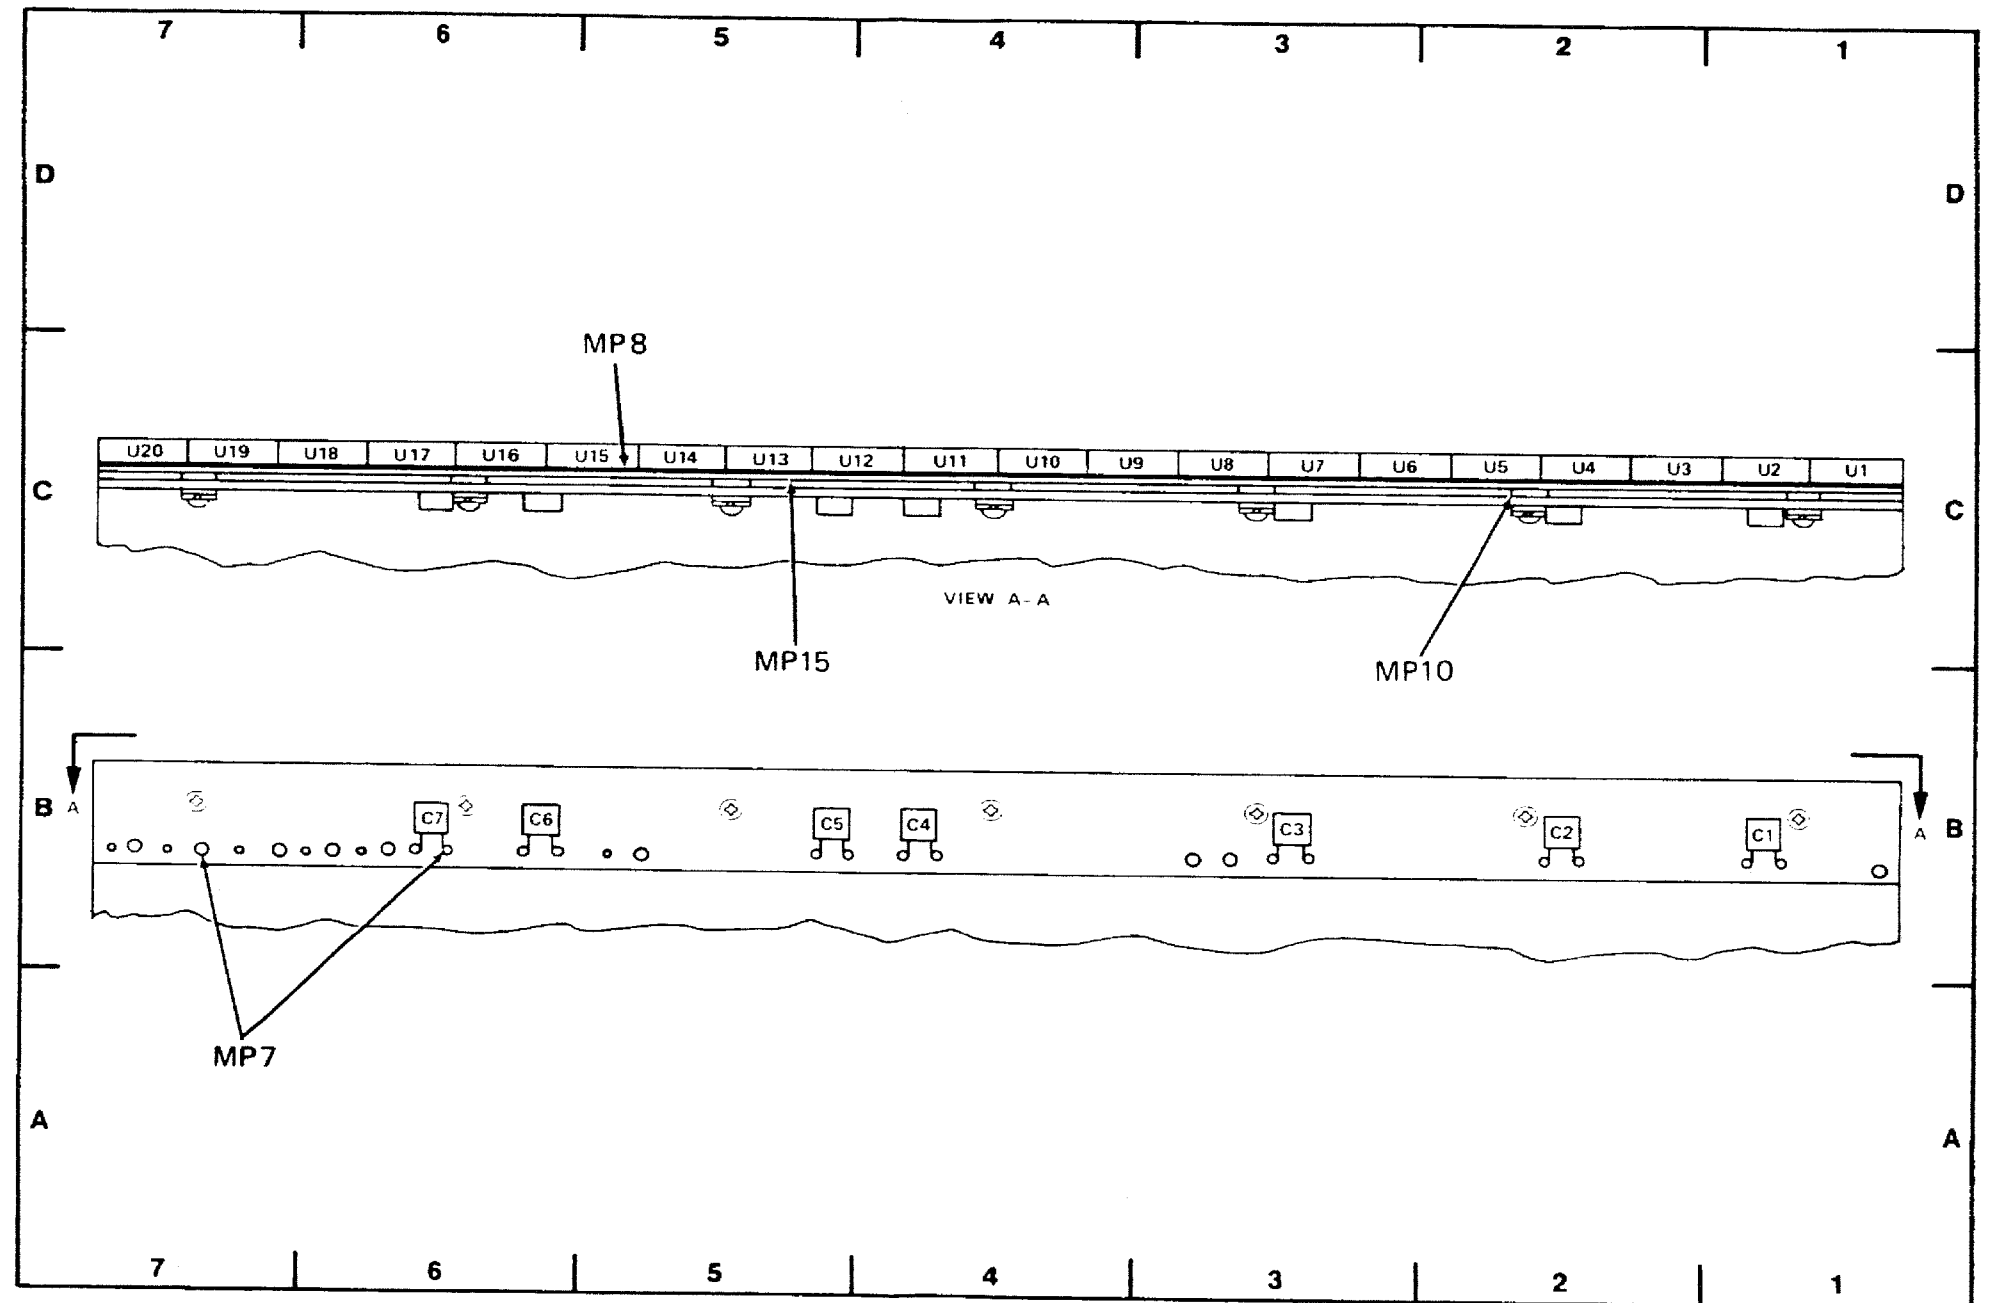 7 6 5 4 3 2 1
D D
MP8
U20 U19 U18 U17 U16 U15 U14 U13 U12 U11 U10 U9 U8 U7 U6 U5 U4 U3 U2 U1
C C
VIEW A-A
MP15 MP10
B A C7 C6 C5 C4 C3 C2 C1 A B
MP7
A A
7 6 5 4 3 2 1